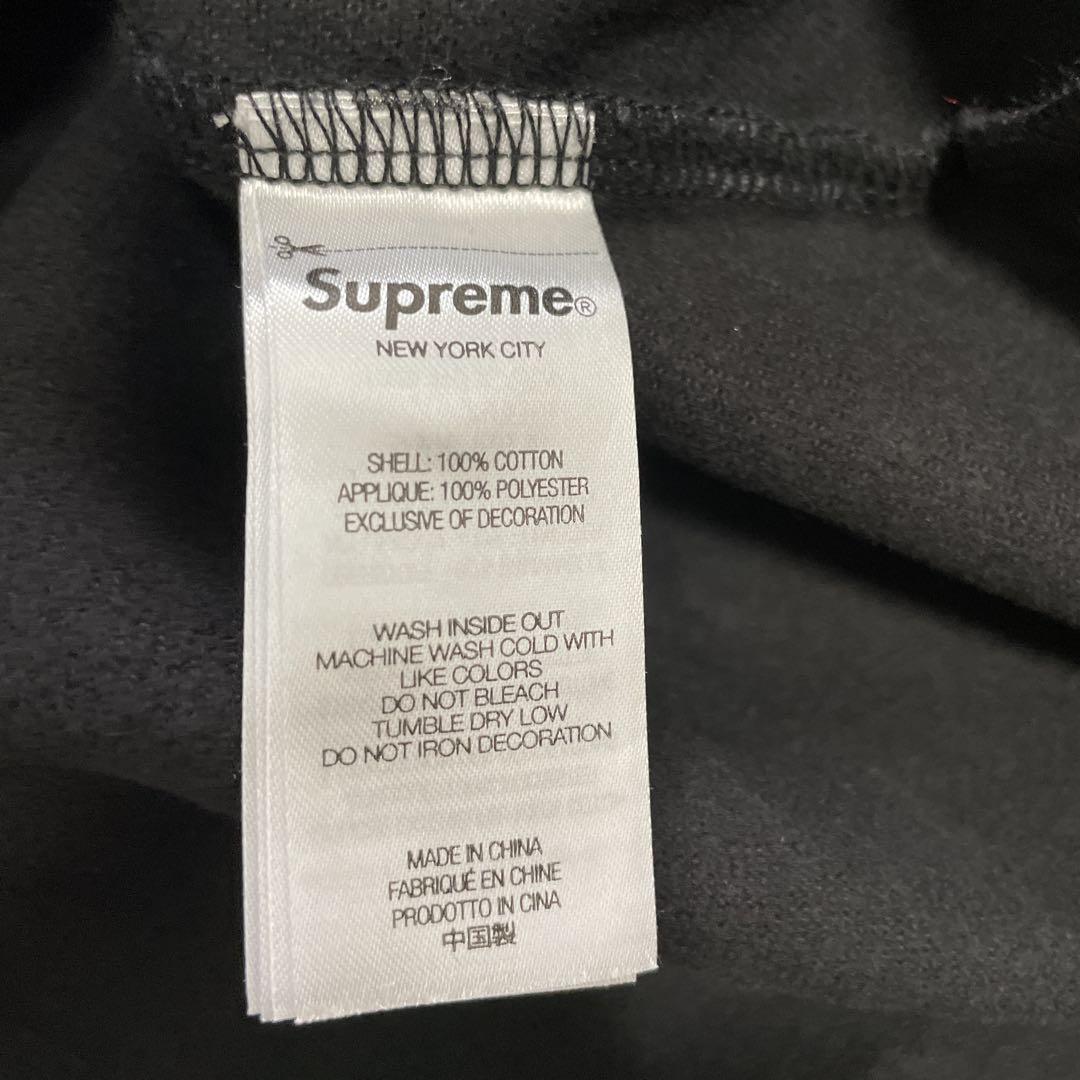 Supreme®
NEW YORK CITY
SHELL: 100% COTTON
APPLIQUE: 100% POLYESTER
EXCLUSIVE OF DECORATION
WASH INSIDE OUT
MACHINE WASH COLD WITH
LIKE COLORS
DO NOT BLEACH
TUMBLE DRY LOW
DO NOT IRON DECORATION
MADE IN CHINA
FABRIQUÉ EN CHINE
PRODOTTO IN CINA
中国製